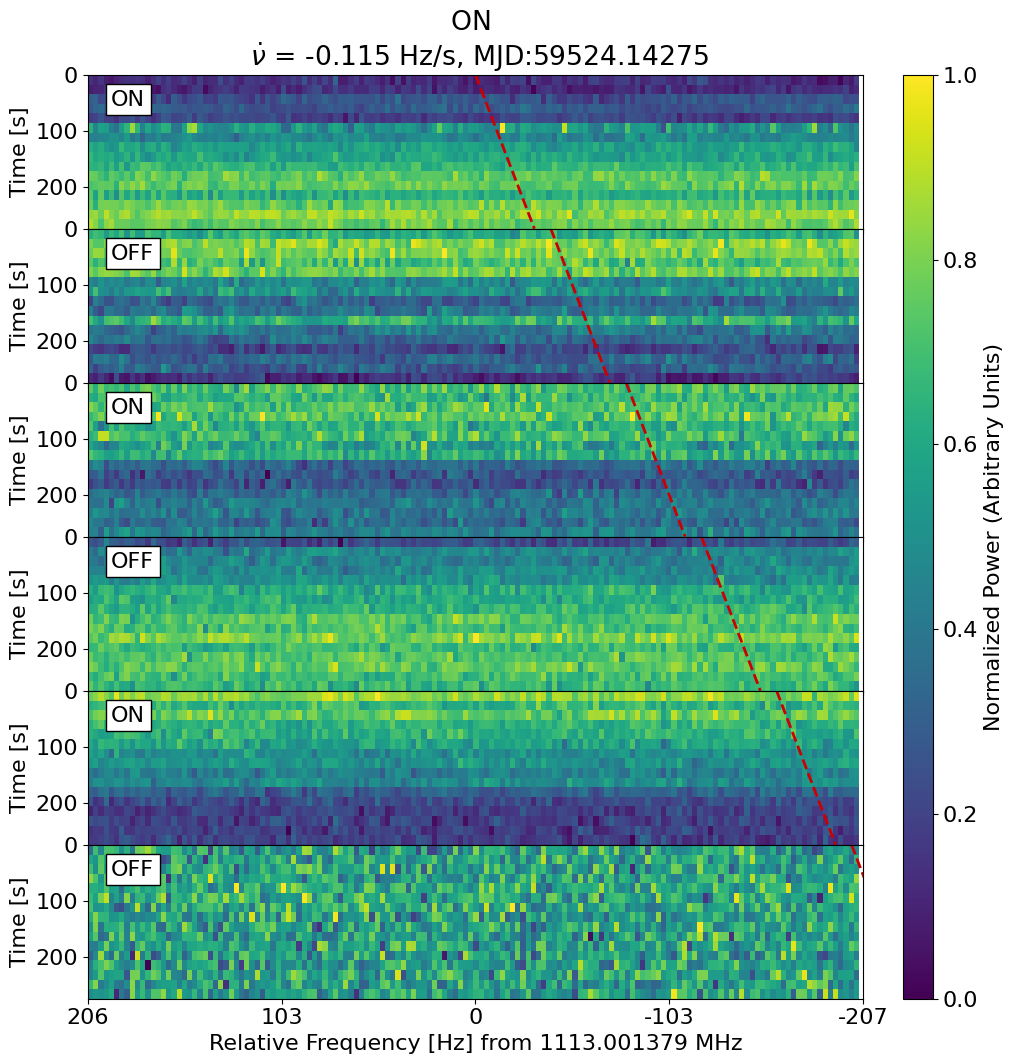 ON
ν̇ = -0.115 Hz/s, MJD:59524.14275
0
ON
100
200
Time [s]
0
OFF
100
200
Time [s]
0
ON
100
200
Time [s]
0
OFF
100
200
Time [s]
0
ON
100
200
Time [s]
0
OFF
100
200
Time [s]
206 103 0 -103 -207
Relative Frequency [Hz] from 1113.001379 MHz
1.0
0.8
0.6
0.4
0.2
0.0
Normalized Power (Arbitrary Units)